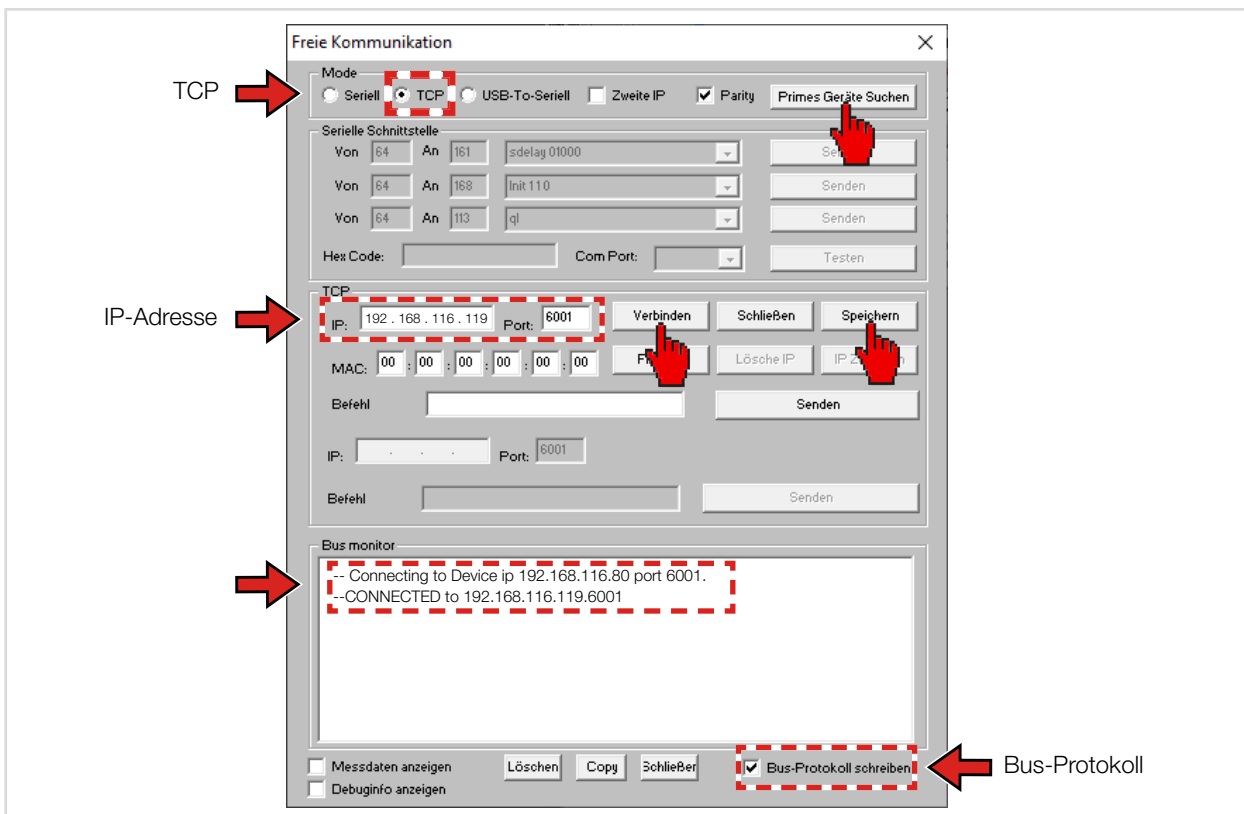 Freie Kommunikation
Mode
TCP
Seriell TCP USB-To-Seriell Zweite IP Parity Primes Geräte Suchen
Serielle Schnittstelle
Von 64 An 161 sdelay 01000
Von 64 An 168 Init 110 Senden
Von 64 An 113 ql Senden
Hex Code: Com Port: Testen
TCP
IP-Adresse
IP: 192 . 168 . 116 . 119 Port: 6001 Verbinden Schließen Speichern
MAC: 00 : 00 : 00 : 00 : 00 : 00 Lösche IP
Befehl Senden
IP: . . . Port: 6001
Befehl Senden
Bus monitor
-- Connecting to Device ip 192.168.116.80 port 6001.
--CONNECTED to 192.168.116.119.6001
Messdaten anzeigen Löschen Copy Schließer Bus-Protokoll schreiben Bus-Protokoll
Debuginfo anzeigen